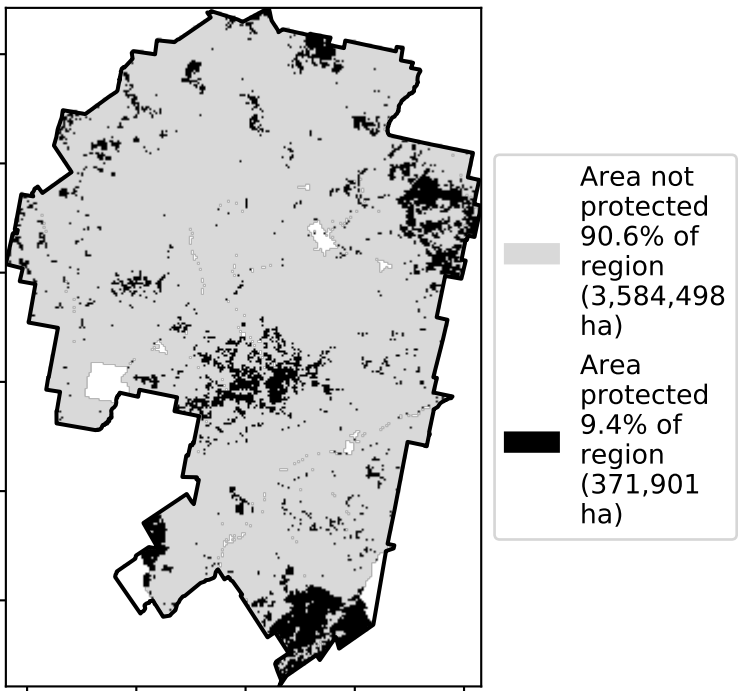 Area not
protected
90.6% of
region
(3,584,498
ha)
Area
protected
9.4% of
region
(371,901
ha)